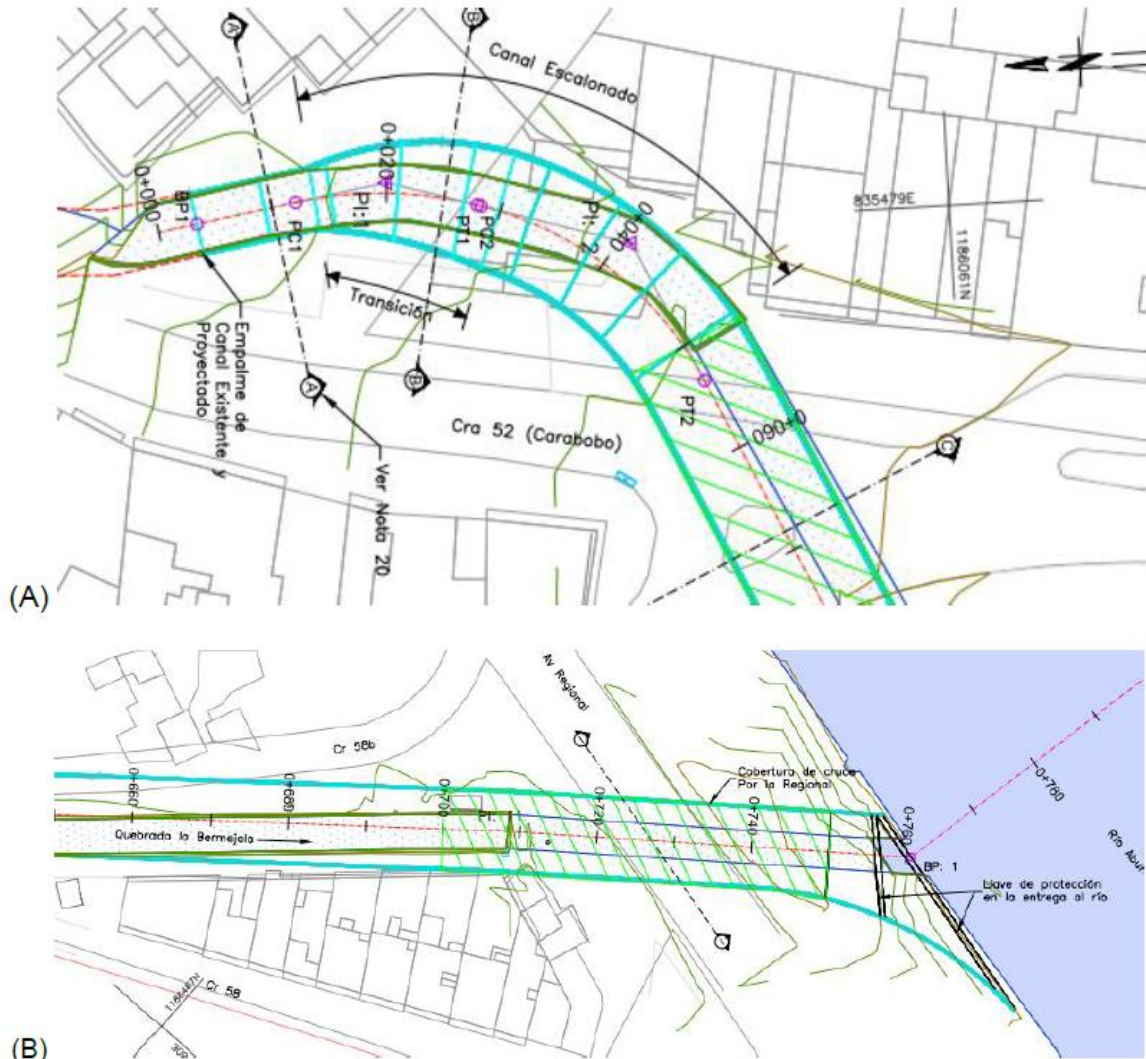 A
B
Canal Escalonado
0+000
BP1
PC1
0+020
PI:1
PT1
PC2
PI: 2
0+040
835479E
1186061N
Transición
A
B
Empalme de
Canal Existente y
Proyectado
Ver Nota 20
Cra 52 (Carabobo)
PT2
0+060
C
(A)
Av Regional
Cr 58b
Cobertura de cruce
Por la Regional
0+660
0+680
0+700
0+720
0+740
0+760
0+780
Quebrada la Bermejala
BP: 1
Río Abur
Llave de protección
en la entrega al río
Cr 58
(B)